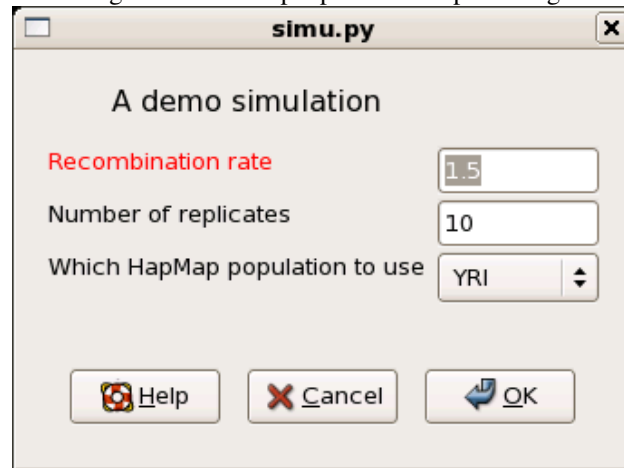 simu.py
A demo simulation
Recombination rate
1.5
Number of replicates
10
Which HapMap population to use
YRI
Help
Cancel
OK